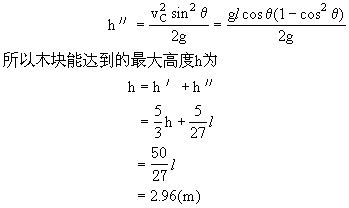 h〃 = v_C² sin² θ / 2g = gl cos θ(1 − cos² θ) / 2g
所以木块能达到的最大高度h为
h = h′ + h〃
= 5/3 h + 5/27 l
= 50/27 l
= 2.96(m)